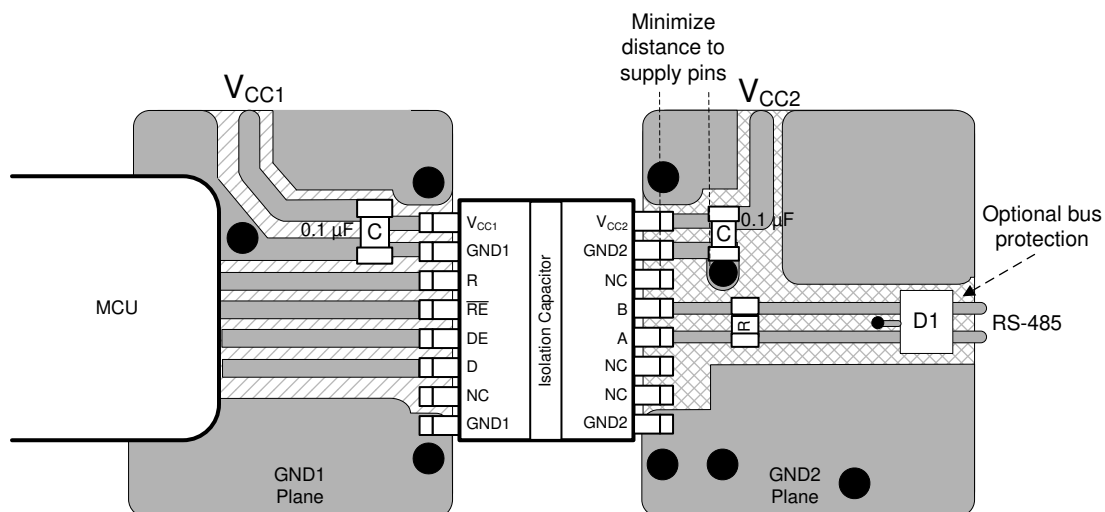 Minimize
distance to
supply pins
VCC1
VCC2
Optional bus
protection
0.1 µF
C
VCC1
GND1
R
RE
DE
D
NC
GND1
Isolation Capacitor
VCC2
GND2
NC
B
A
NC
NC
GND2
C
0.1 µF
R
D1
RS-485
MCU
GND1
Plane
GND2
Plane